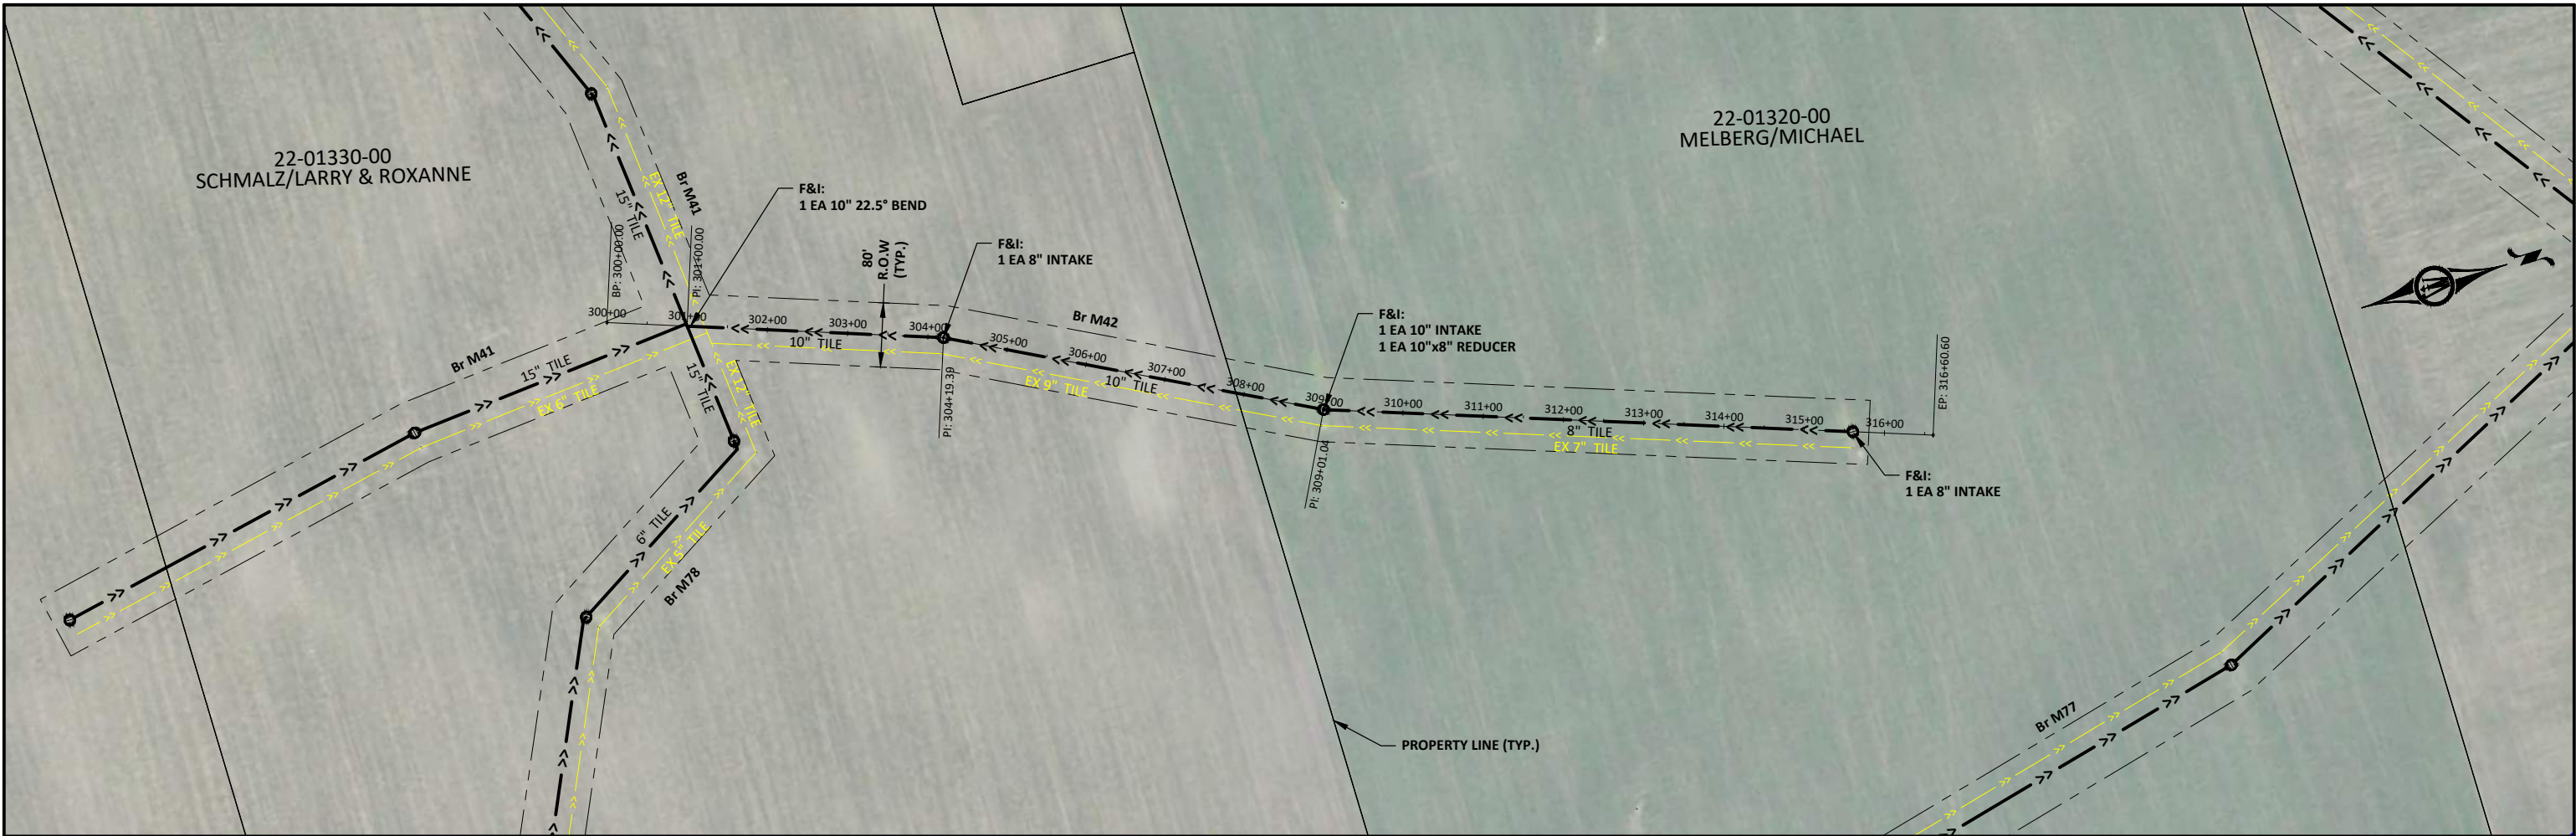 22-01330-00
SCHMALZ/LARRY & ROXANNE
22-01320-00
MELBERG/MICHAEL
F&I:
1 EA 10" 22.5° BEND
F&I:
1 EA 8" INTAKE
F&I:
1 EA 10" INTAKE
1 EA 10"x8" REDUCER
F&I:
1 EA 8" INTAKE
80'
R.O.W
(TYP.)
Br M41
EX 12" TILE
15" TILE
BP: 300+00.00
PI: 301+00.00
300+00
301+00
302+00
303+00
304+00
305+00
306+00
307+00
308+00
309+00
310+00
311+00
312+00
313+00
314+00
315+00
316+00
EP: 316+60.60
Br M42
10" TILE
10" TILE
EX 9" TILE
8" TILE
EX 7" TILE
PI: 304+19.39
PI: 309+01.04
Br M41
15" TILE
EX 6" TILE
15" TILE
EX 12" TILE
6" TILE
EX 5" TILE
Br M78
PROPERTY LINE (TYP.)
Br M77